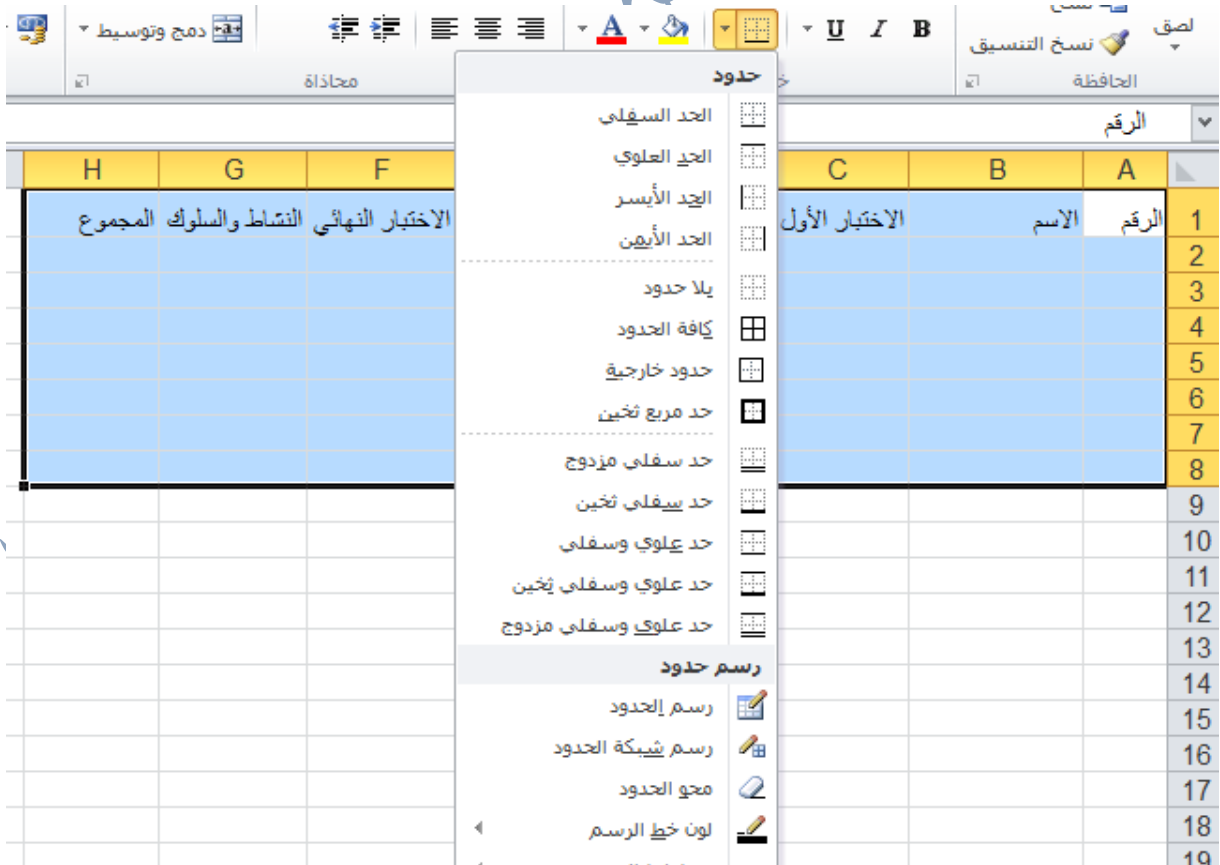 لصق
نسخ
نسخ التنسيق
B I U A
دمج وتوسيط
الحافظة
محاذاة
الرقم
A B C F G H
الرقم الاسم الاختبار الأول الاختبار النهائي النشاط والسلوك المجموع
حدود
الحد السفلي
الحد العلوي
الحد الأيسر
الحد الأيمن
بلا حدود
كافة الحدود
حدود خارجية
حد مربع ثخين
حد سفلي مزدوج
حد سفلي ثخين
حد علوي وسفلي
حد علوي وسفلي ثخين
حد علوي وسفلي مزدوج
رسم حدود
رسم الحدود
رسم شبكة الحدود
محو الحدود
لون خط الرسم
1
2
3
4
5
6
7
8
9
10
11
12
13
14
15
16
17
18
19